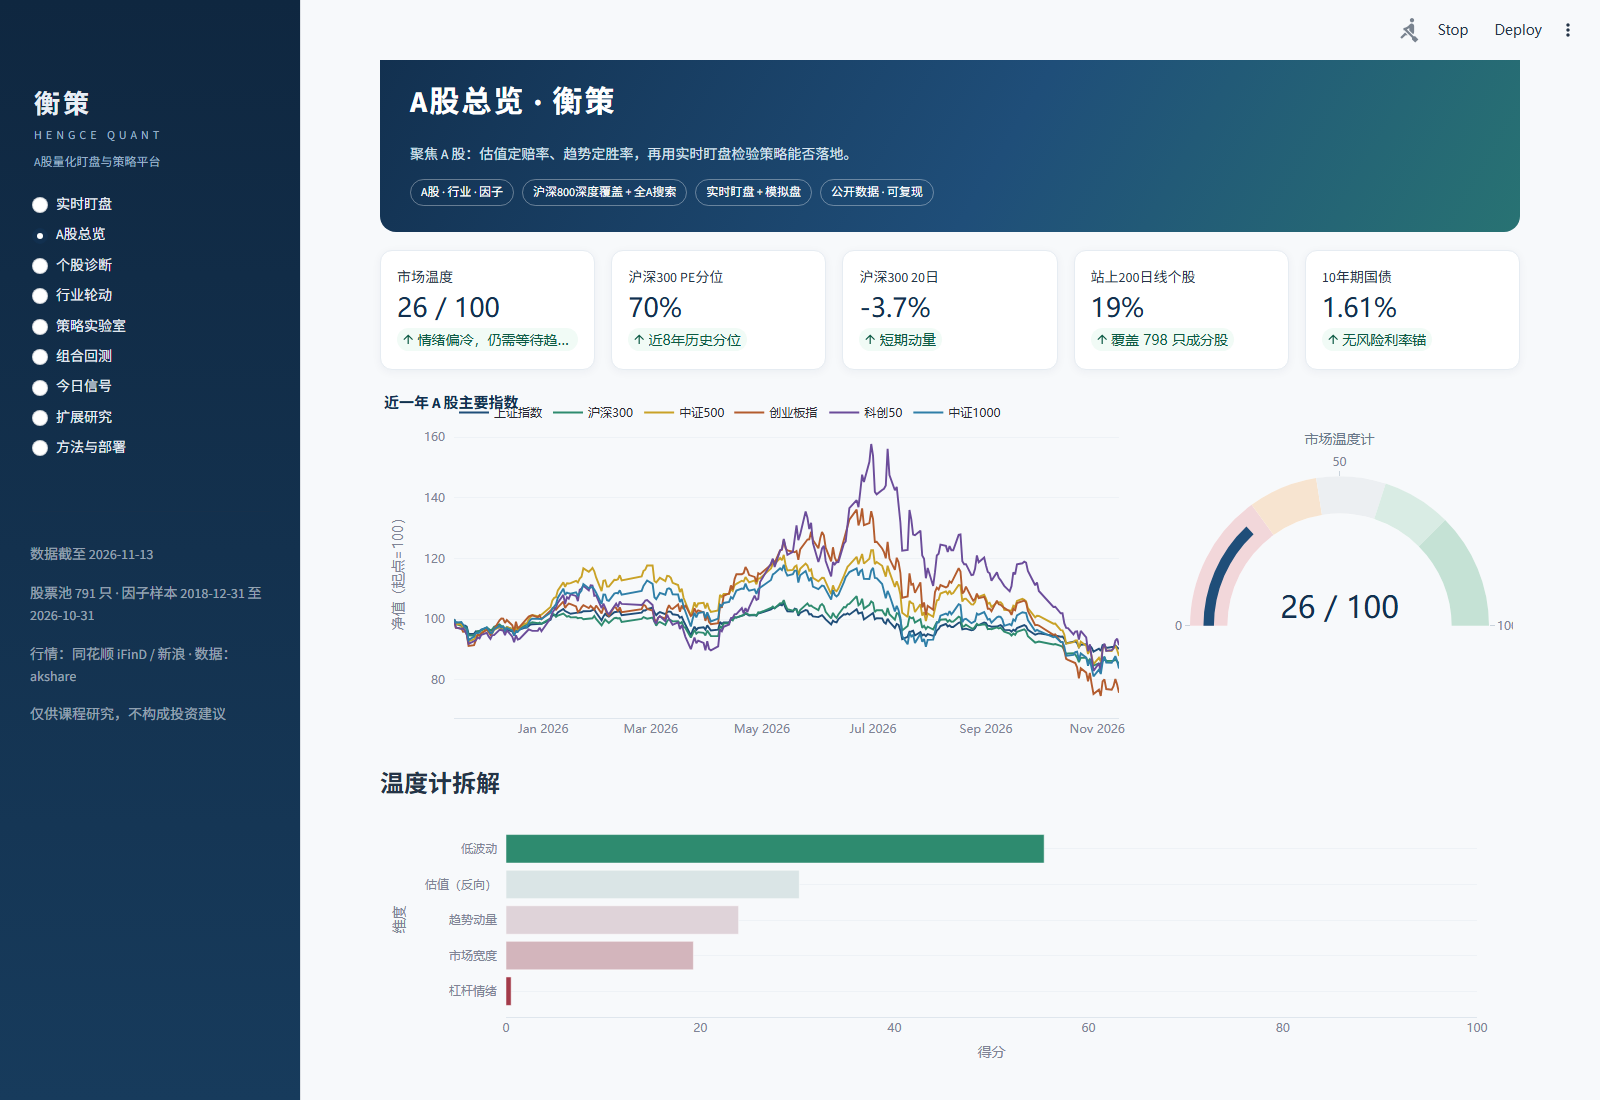 Stop
Deploy
衡策
HENGCE QUANT
A股量化盯盘与策略平台
实时盯盘
A股总览
个股诊断
行业轮动
策略实验室
组合回测
今日信号
扩展研究
方法与部署
数据截至 2026-11-13
股票池 791 只 · 因子样本 2018-12-31 至
2026-10-31
行情：同花顺 iFinD / 新浪 · 数据：
akshare
仅供课程研究，不构成投资建议
A股总览 · 衡策
聚焦 A 股：估值定赔率、趋势定胜率，再用实时盯盘检验策略能否落地。
A股 · 行业 · 因子
沪深800深度覆盖 + 全A搜索
实时盯盘 + 模拟盘
公开数据 · 可复现
市场温度
26 / 100
↑ 情绪偏冷，仍需等待趋...
沪深300 PE分位
70%
↑ 近8年历史分位
沪深300 20日
-3.7%
↑ 短期动量
站上200日线个股
19%
↑ 覆盖 798 只成分股
10年期国债
1.61%
↑ 无风险利率锚
近一年 A 股主要指数
上证指数
沪深300
中证500
创业板指
科创50
中证1000
净值（起点=100）
160
140
120
100
80
Jan 2026
Mar 2026
May 2026
Jul 2026
Sep 2026
Nov 2026
市场温度计
50
0
100
26 / 100
温度计拆解
维度
低波动
估值（反向）
趋势动量
市场宽度
杠杆情绪
0
20
40
60
80
100
得分